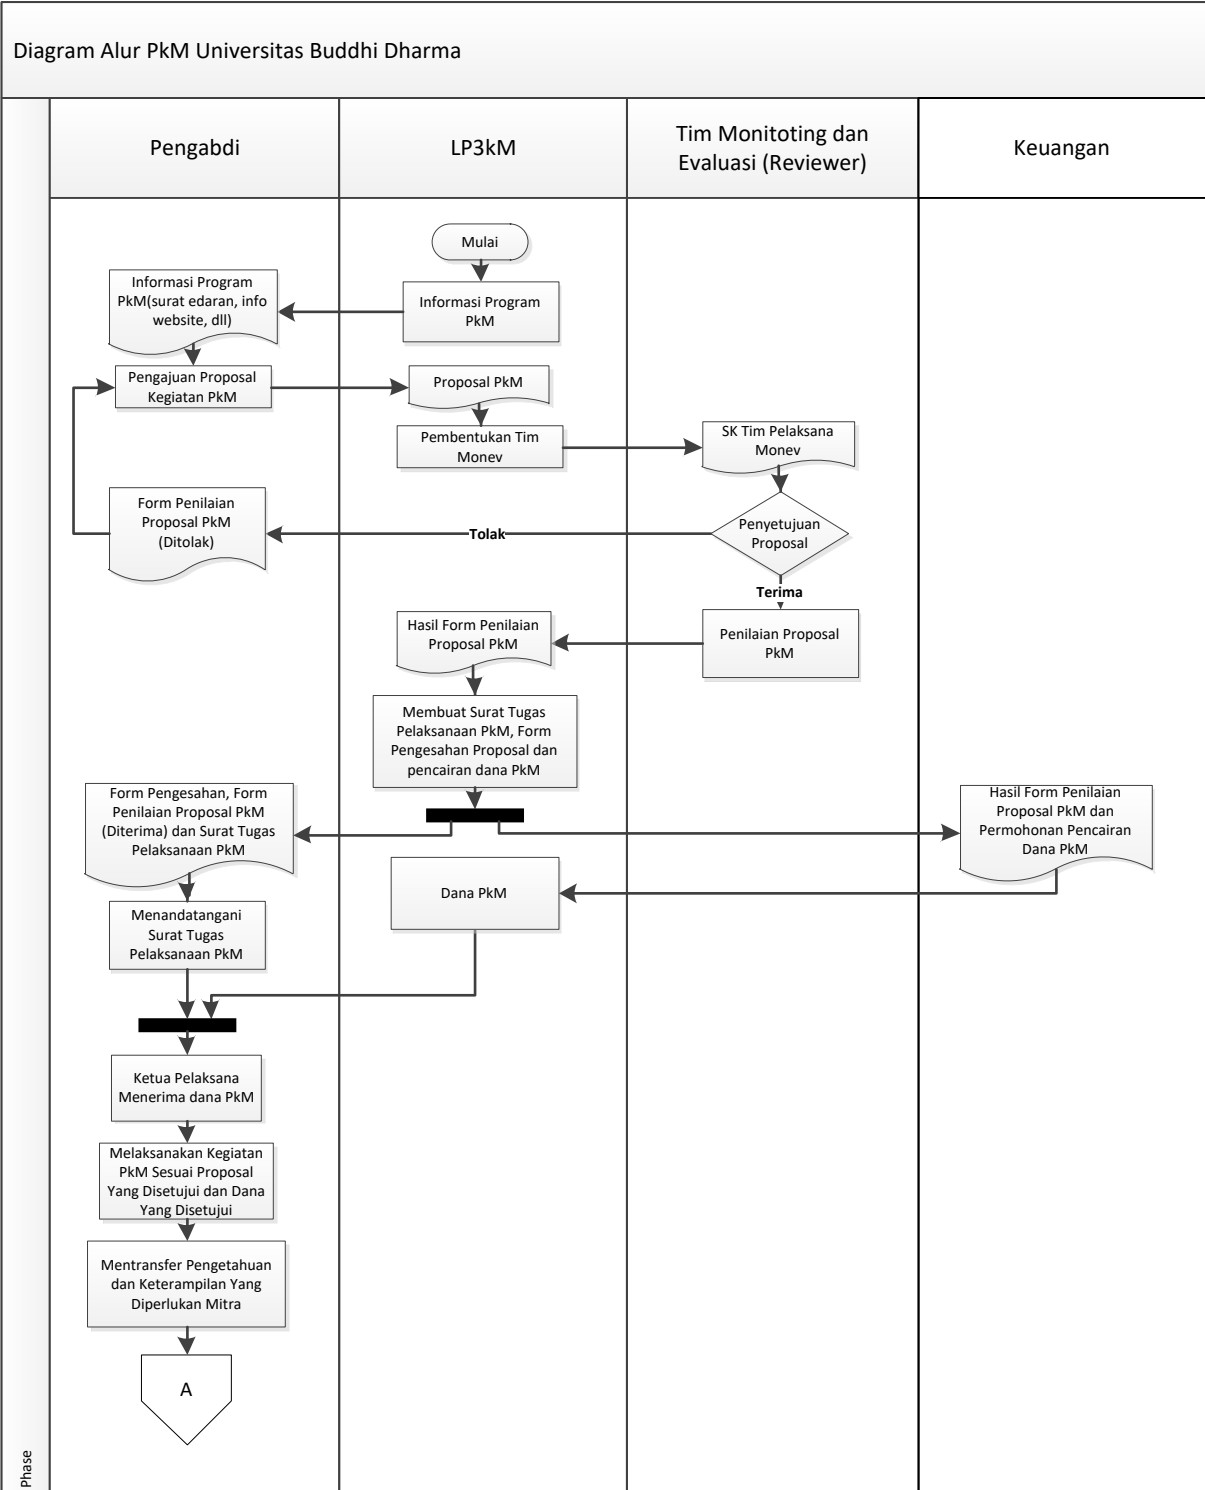 Diagram Alur PkM Universitas Buddhi Dharma
Pengabdi
LP3kM
Tim Monitoting dan
Evaluasi (Reviewer)
Keuangan
Mulai
Informasi Program
PkM(surat edaran, info
website, dll)
Informasi Program
PkM
Pengajuan Proposal
Kegiatan PkM
Proposal PkM
Pembentukan Tim
Monev
SK Tim Pelaksana
Monev
Form Penilaian
Proposal PkM
(Ditolak)
Tolak
Penyetujuan
Proposal
Terima
Hasil Form Penilaian
Proposal PkM
Penilaian Proposal
PkM
Membuat Surat Tugas
Pelaksanaan PkM, Form
Pengesahan Proposal dan
pencairan dana PkM
Form Pengesahan, Form
Penilaian Proposal PkM
(Diterima) dan Surat Tugas
Pelaksanaan PkM
Hasil Form Penilaian
Proposal PkM dan
Permohonan Pencairan
Dana PkM
Dana PkM
Menandatangani
Surat Tugas
Pelaksanaan PkM
Ketua Pelaksana
Menerima dana PkM
Melaksanakan Kegiatan
PkM Sesuai Proposal
Yang Disetujui dan Dana
Yang Disetujui
Mentransfer Pengetahuan
dan Keterampilan Yang
Diperlukan Mitra
A
Phase